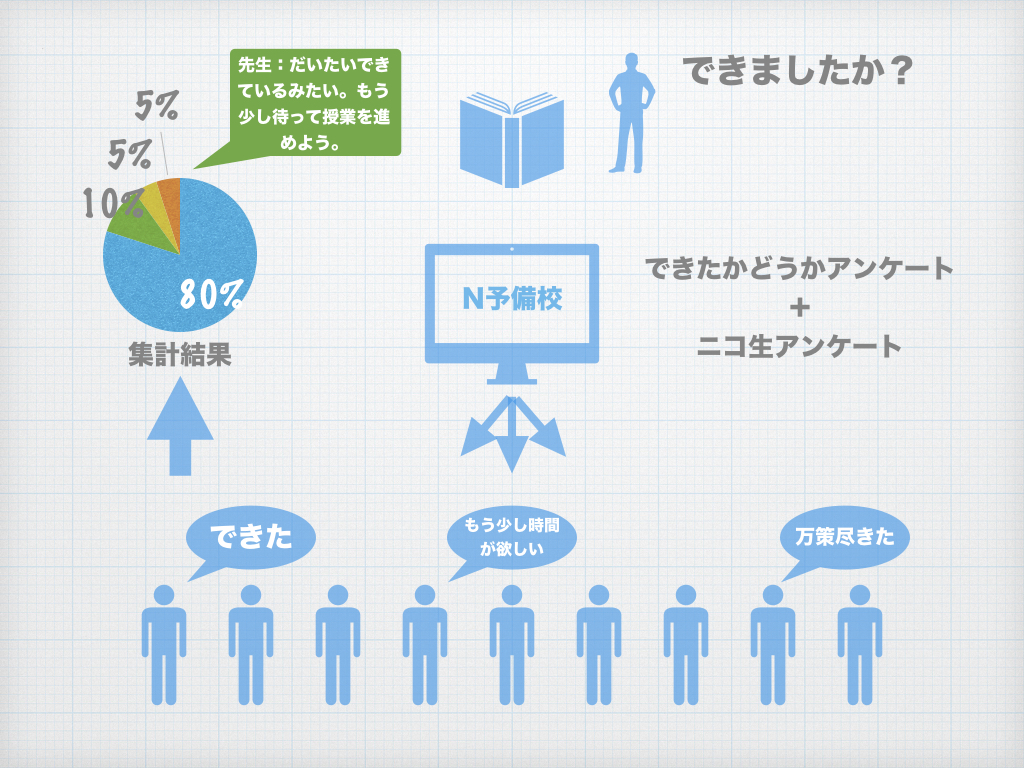 できましたか？
先生：だいたいでき
ているみたい。もう
少し待って授業を進
めよう。
5%
5%
10%
80%
集計結果
N予備校
できたかどうかアンケート
+
ニコ生アンケート
できた
もう少し時間
が欲しい
万策尽きた